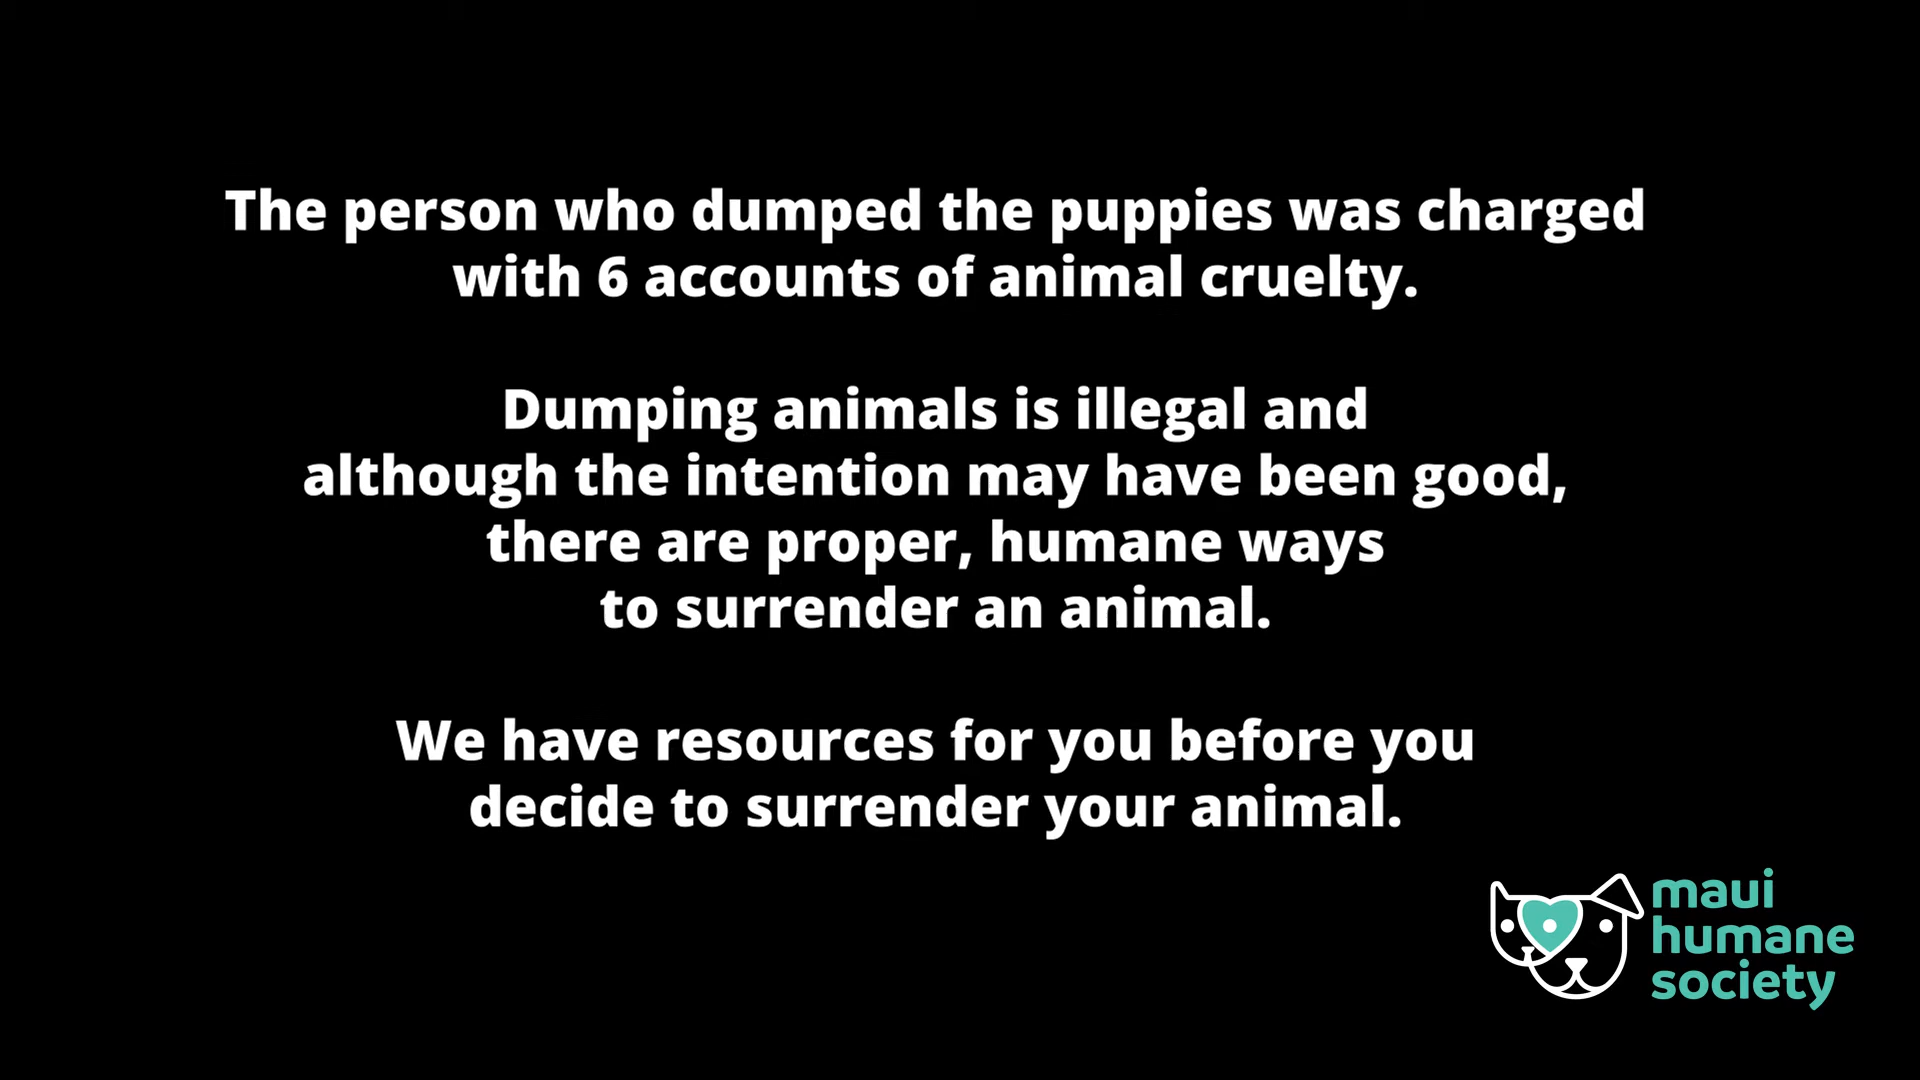 The person who dumped the puppies was charged
with 6 accounts of animal cruelty.
Dumping animals is illegal and
although the intention may have been good,
there are proper, humane ways
to surrender an animal.
We have resources for you before you
decide to surrender your animal.
maui
humane
society